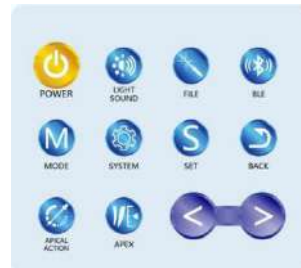 POWER
LIGHT
SOUND
FILE
BLE
M
MODE
SYSTEM
S
SET
BACK
APICAL
ACTION
APEX
< >